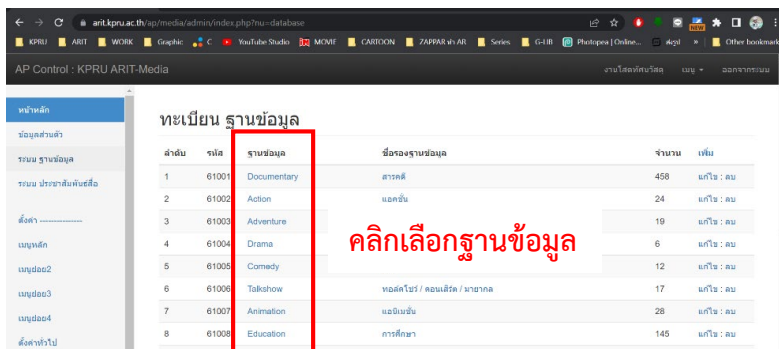 arit.kpru.ac.th/ap/media/admin/index.php?nu=database
KPRU ARIT WORK Graphic C YouTube Studio MOVIE CARTOON ZAPPAR ทำ AR Series G-LIB Photopea | Online... » Other bookmark
AP Control : KPRU ARIT-Media งานโสตทัศนวัสดุ เมนู ออกจากระบบ
หน้าหลัก
ข้อมูลส่วนตัว
ระบบ ฐานข้อมูล
ระบบ ประชาสัมพันธ์สื่อ
ตั้งค่า ---------------
เมนูหลัก
เมนูย่อย2
เมนูย่อย3
เมนูย่อย4
ตั้งค่าทั่วไป
ทะเบียน ฐานข้อมูล
ลำดับ รหัส ฐานข้อมูล ชื่อรองฐานข้อมูล จำนวน เพิ่ม
1 61001 Documentary สารคดี 458 แก้ไข : ลบ
2 61002 Action แอคชั่น 24 แก้ไข : ลบ
3 61003 Adventure 19 แก้ไข : ลบ
4 61004 Drama 6 แก้ไข : ลบ
5 61005 Comedy 12 แก้ไข : ลบ
6 61006 Talkshow ทอล์คโชว์ / คอนเสิร์ต / มายากล 17 แก้ไข : ลบ
7 61007 Animation แอนิเมชั่น 28 แก้ไข : ลบ
8 61008 Education การศึกษา 145 แก้ไข : ลบ
คลิกเลือกฐานข้อมูล